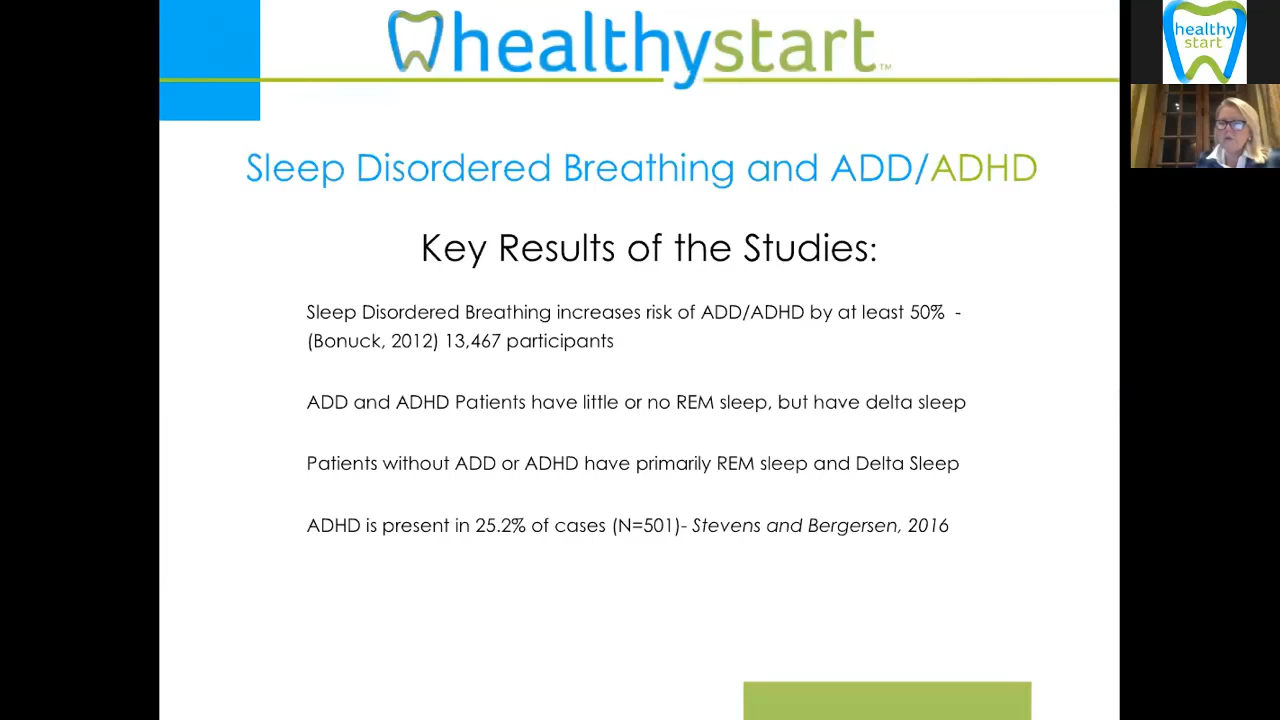 healthystart™
healthy
start
Sleep Disordered Breathing and ADD/ADHD
Key Results of the Studies:
Sleep Disordered Breathing increases risk of ADD/ADHD by at least 50% -
(Bonuck, 2012) 13,467 participants
ADD and ADHD Patients have little or no REM sleep, but have delta sleep
Patients without ADD or ADHD have primarily REM sleep and Delta Sleep
ADHD is present in 25.2% of cases (N=501)- Stevens and Bergersen, 2016